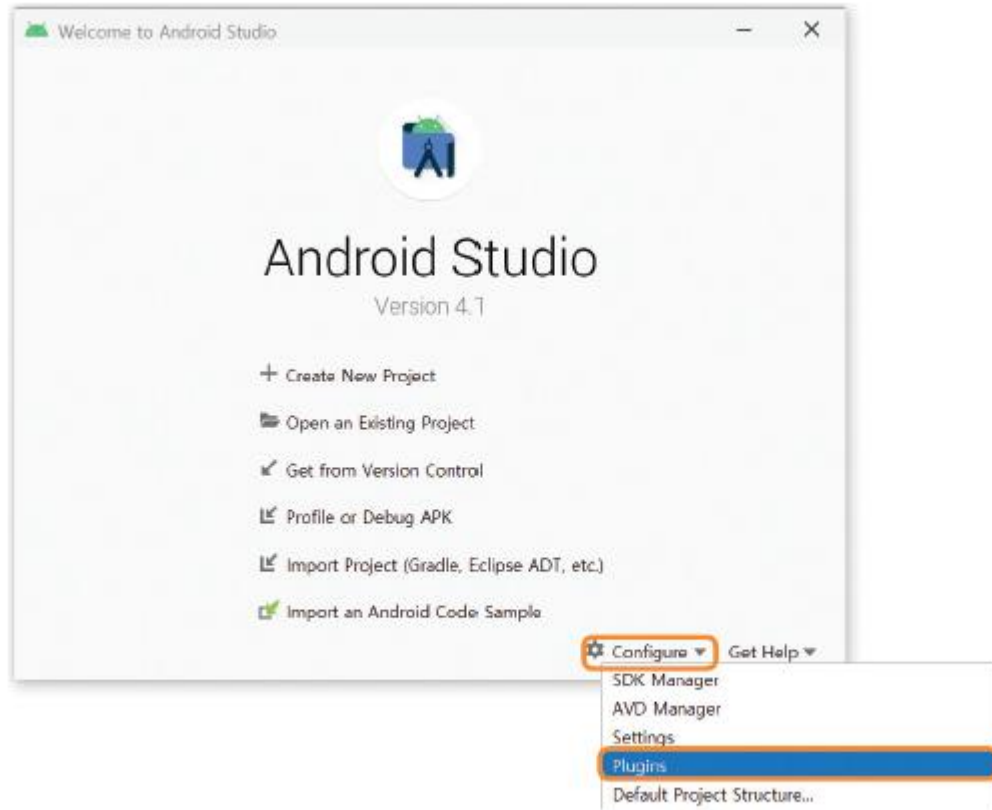 Welcome to Android Studio
Android Studio
Version 4.1
Create New Project
Open an Existing Project
Get from Version Control
Profile or Debug APK
Import Project (Gradle, Eclipse ADT, etc.)
Import an Android Code Sample
Configure Get Help
SDK Manager
AVD Manager
Settings
Plugins
Default Project Structure...